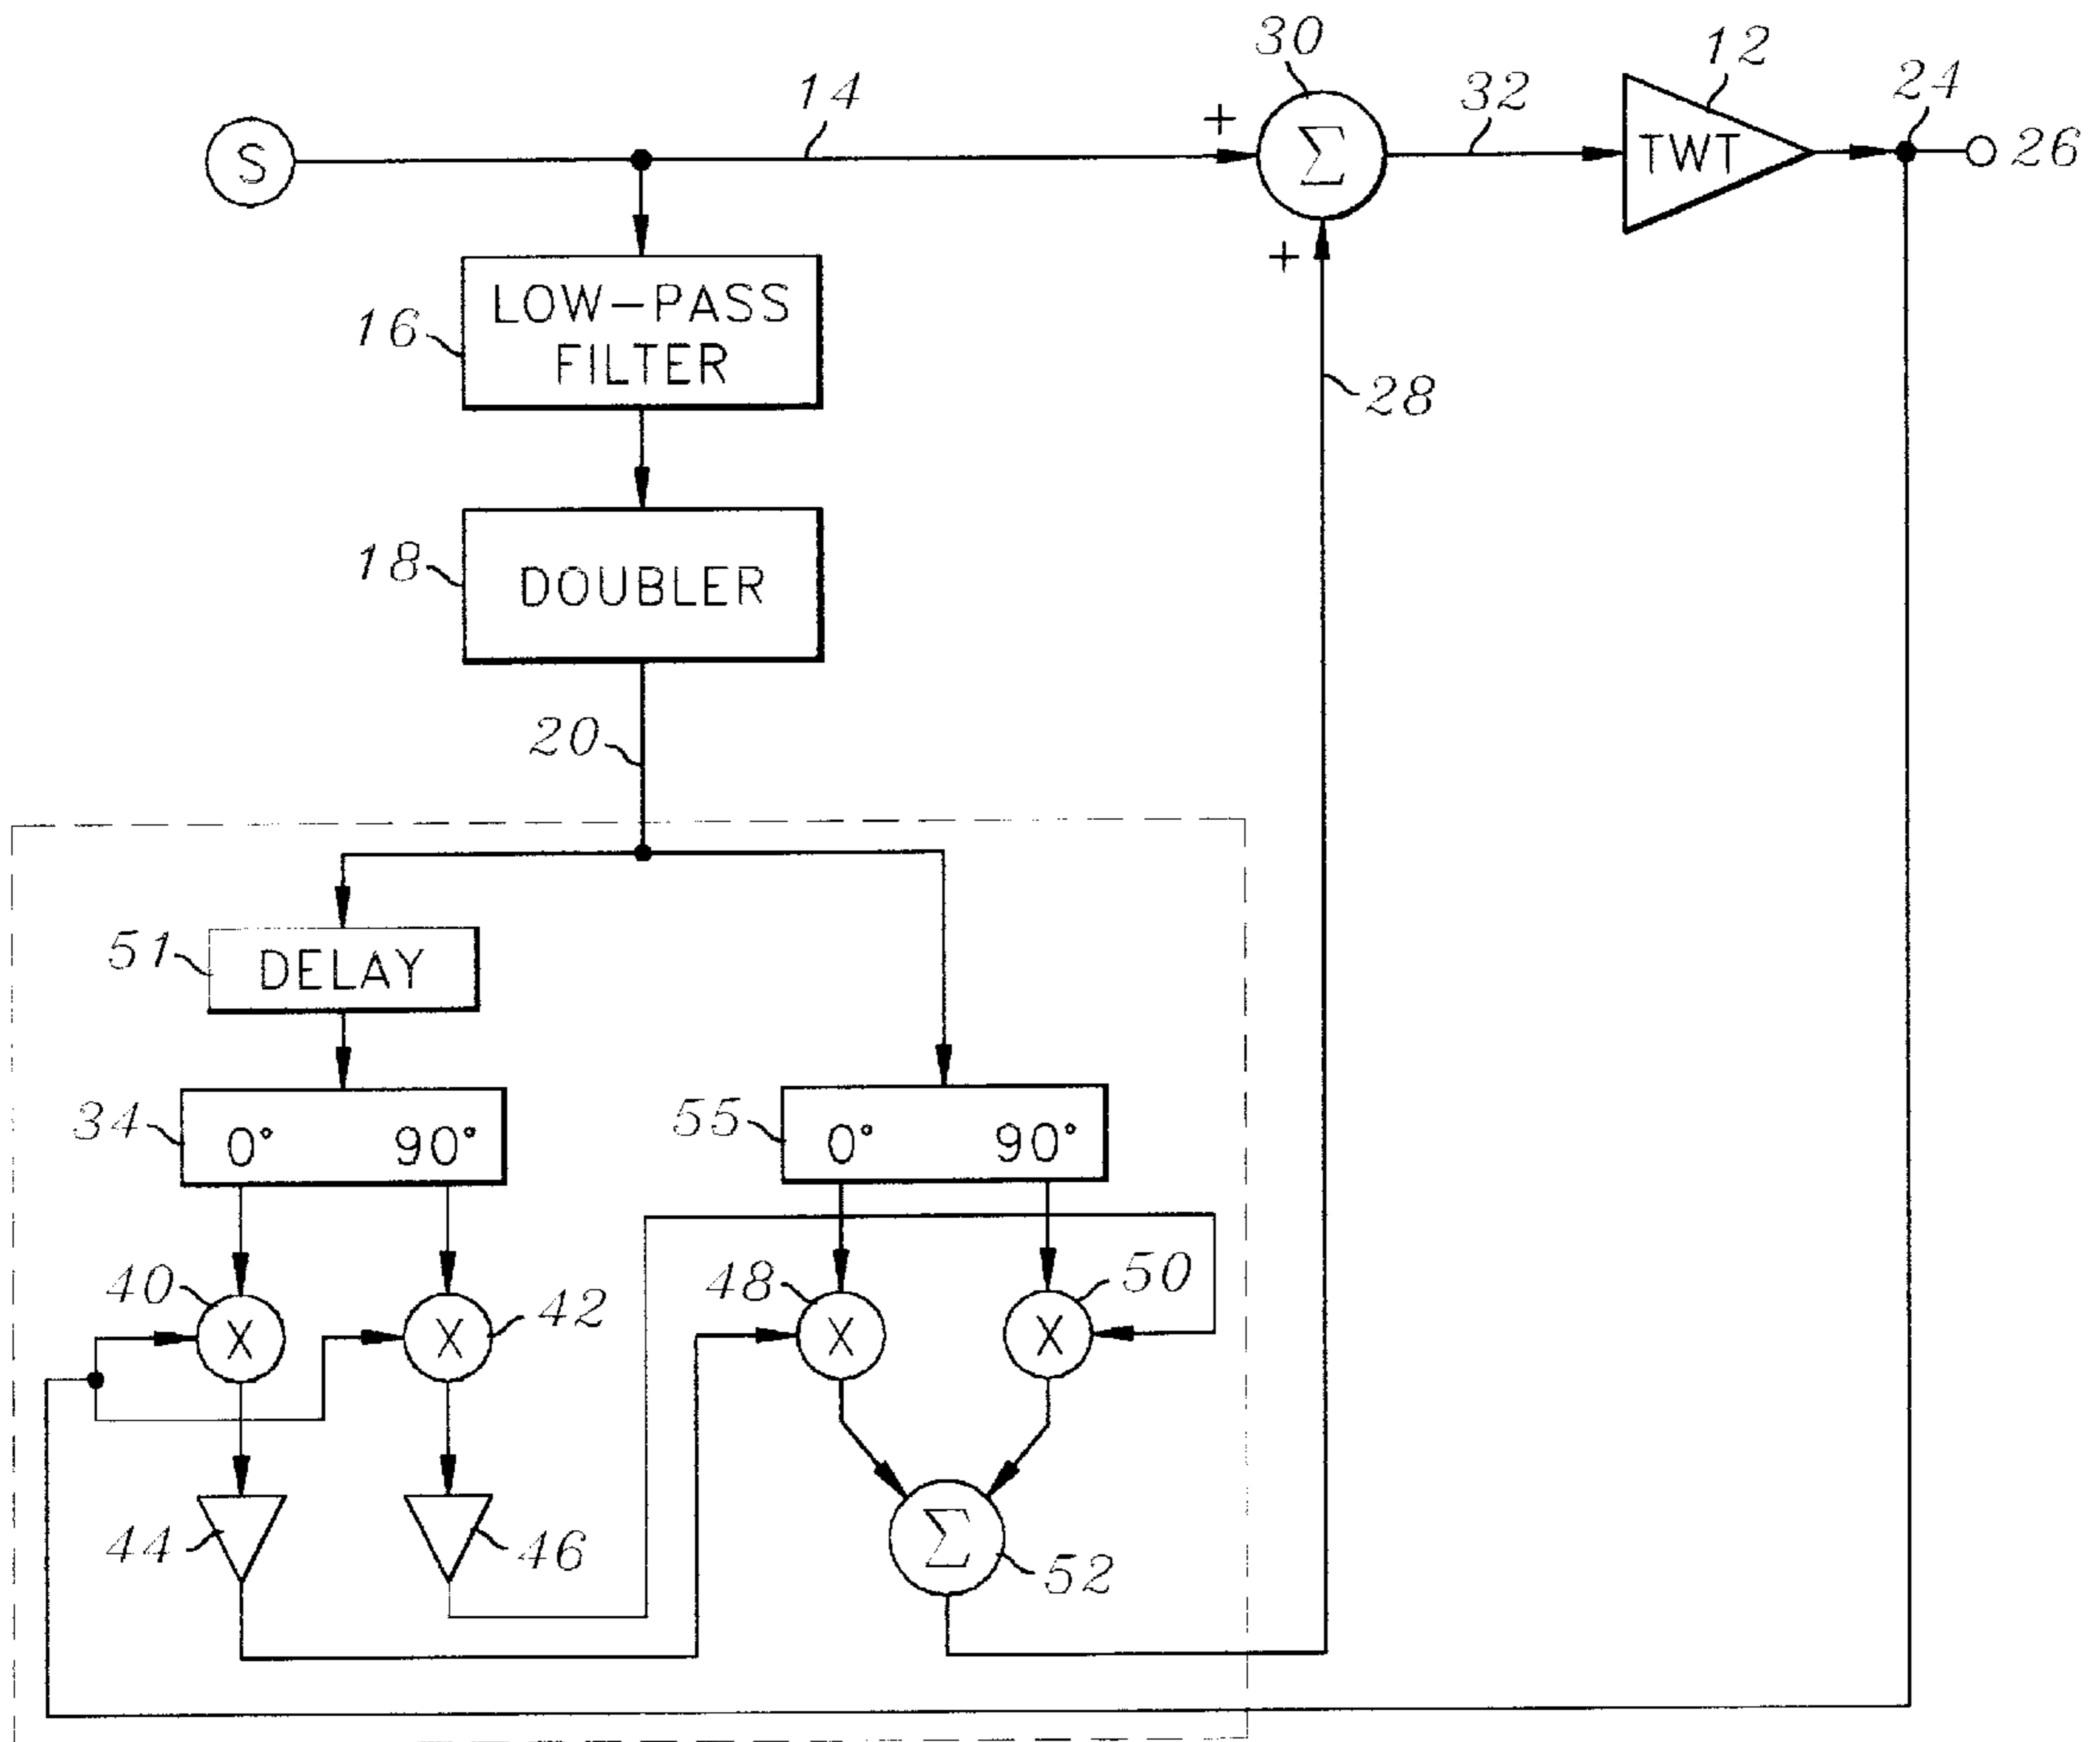 30
12
24
14
32
+
S
Σ
TWT
26
+
LOW-PASS
FILTER
16
28
18
DOUBLER
20
51
DELAY
34
0° 90°
55
0° 90°
40
X
X
42
48
X
X
50
44
46
Σ
52